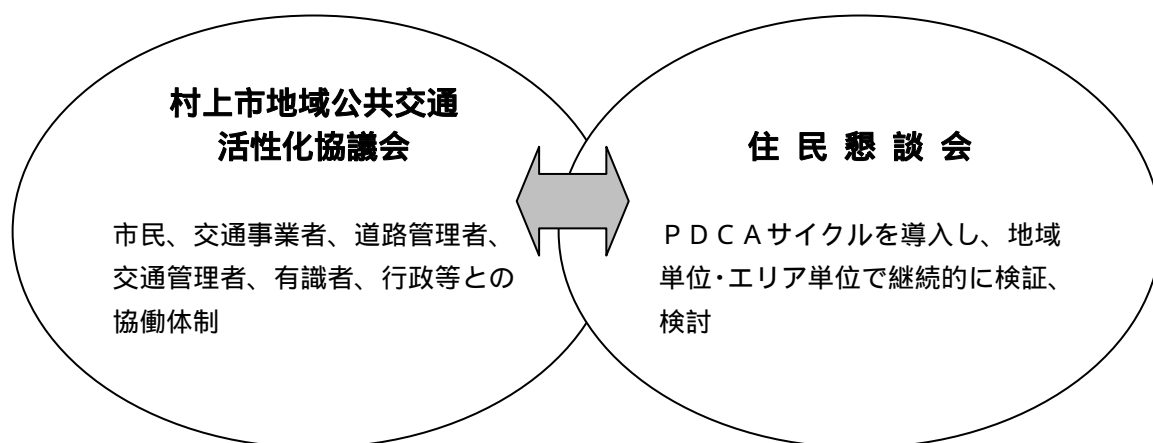 村上市地域公共交通
活性化協議会
市民、交通事業者、道路管理者、
交通管理者、有識者、行政等との
協働体制
住民懇談会
ＰＤＣＡサイクルを導入し、地域
単位・エリア単位で継続的に検証、
検討